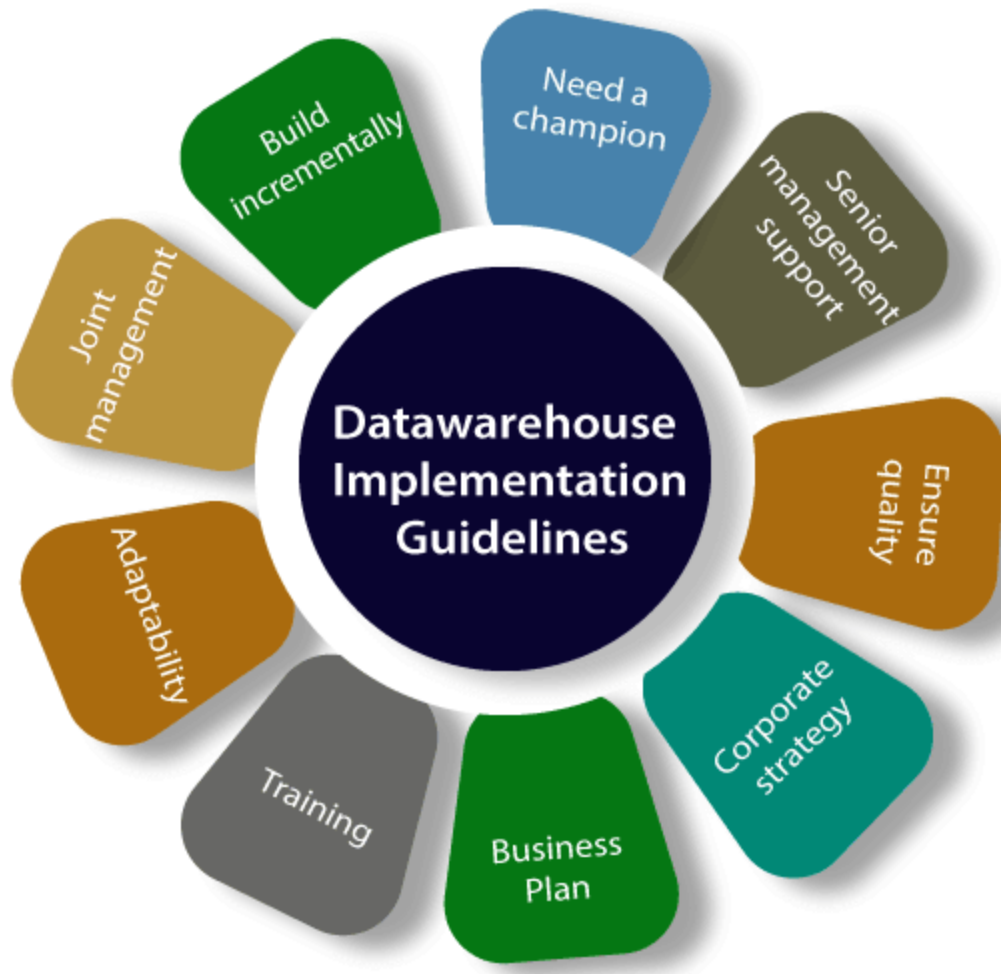 Datawarehouse
Implementation
Guidelines
Build
incrementally
Need a
champion
Senior
management
support
Ensure
quality
Corporate
strategy
Business
Plan
Training
Adaptability
Joint
management